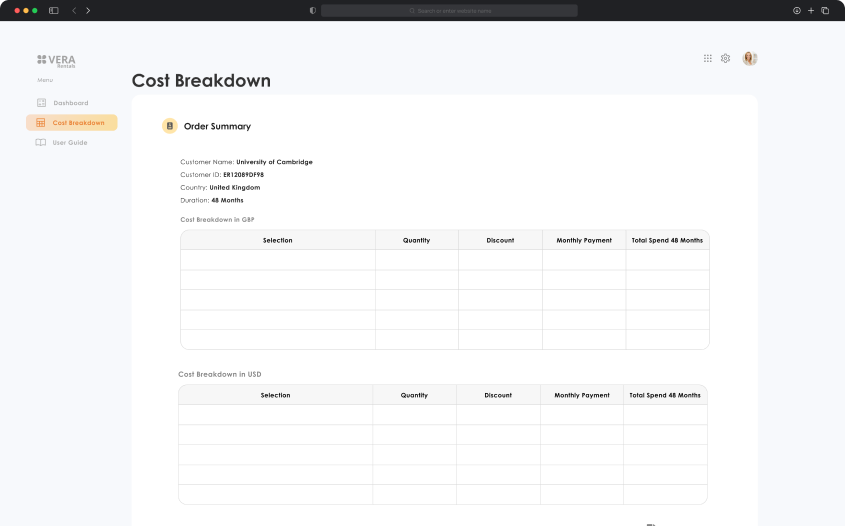 Search or enter website name
VERA
Rentals
Menu
Cost Breakdown
Dashboard
Cost Breakdown
User Guide
Order Summary
Customer Name: University of Cambridge
Customer ID: ER12089DF98
Country: United Kingdom
Duration: 48 Months
Cost Breakdown in GBP
Selection Quantity Discount Monthly Payment Total Spend 48 Months
Cost Breakdown in USD
Selection Quantity Discount Monthly Payment Total Spend 48 Months